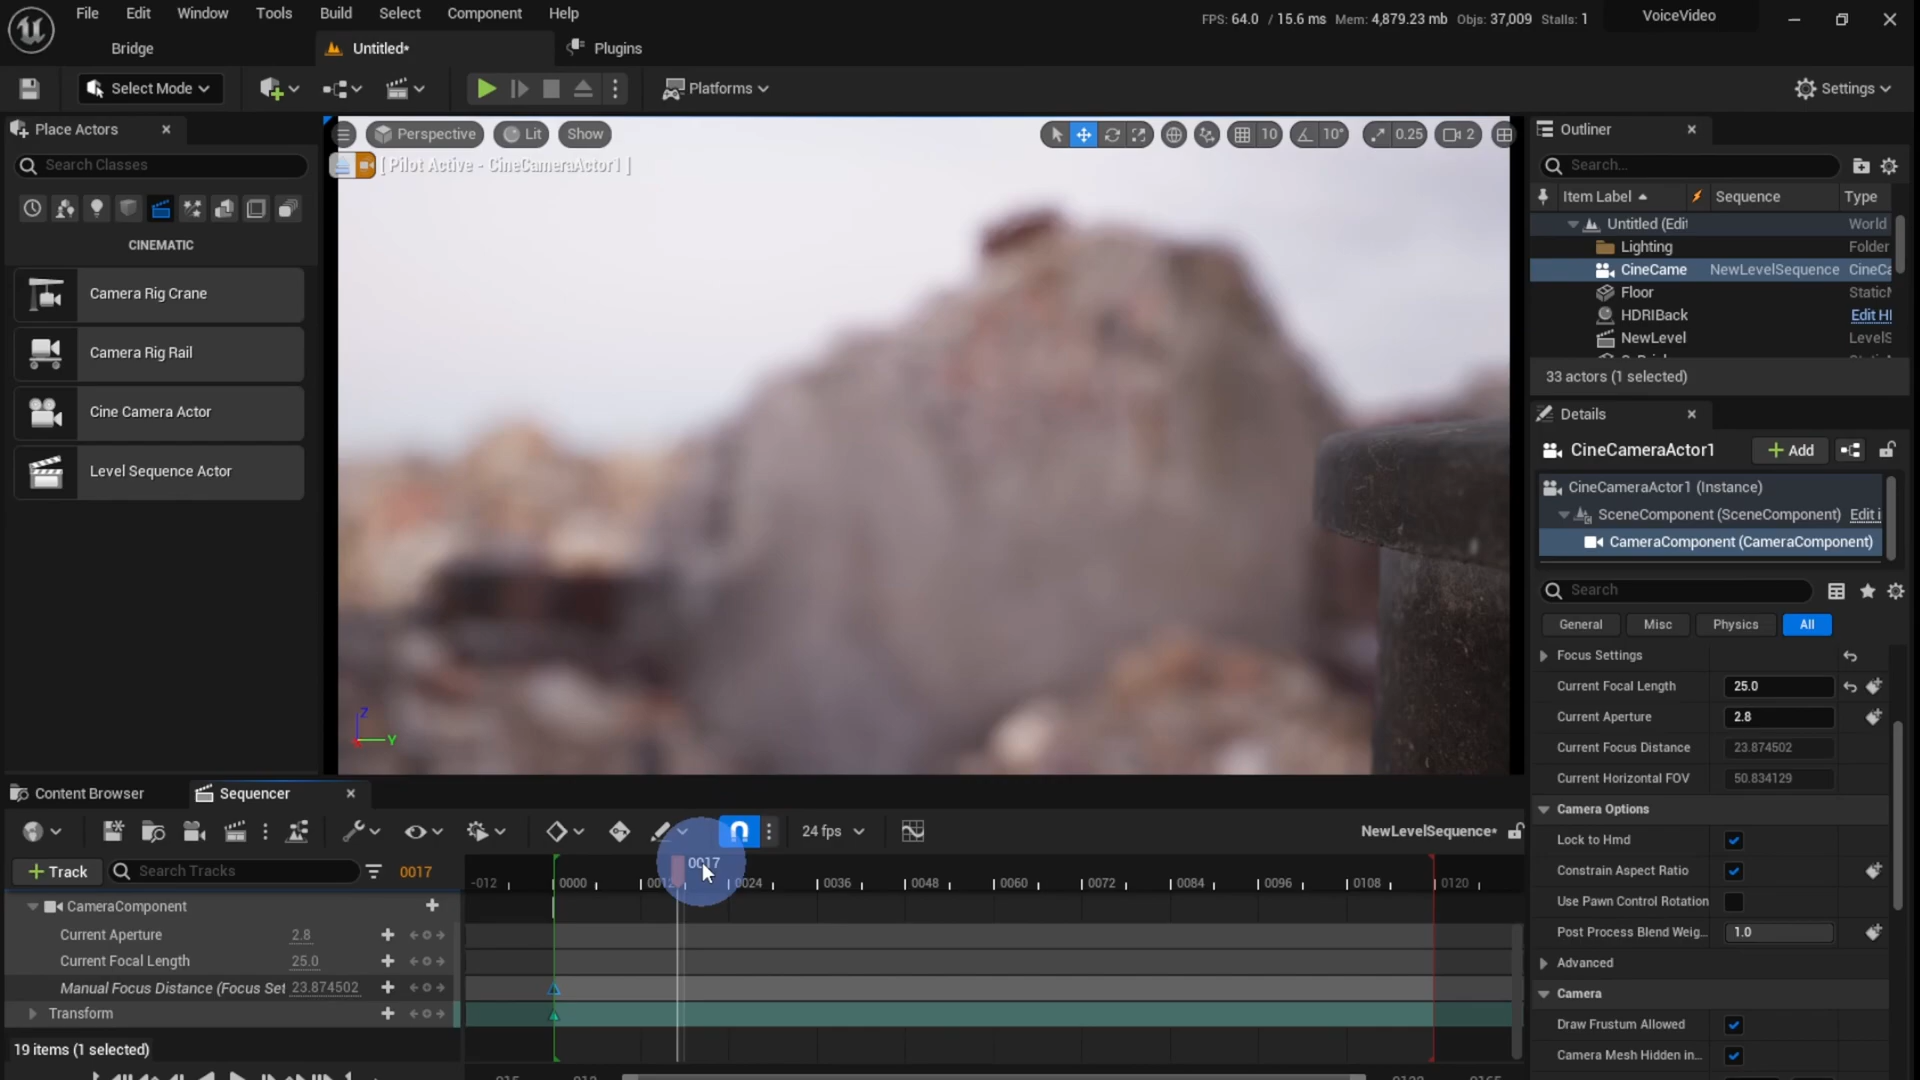 File Edit Window Tools Build Select Actor Component Help
FPS: 64.0 / 15.6 ms Mem: 4,879.23 mb Objs: 37,009 Stalls: 1
VoiceVideo
Bridge
Untitled*
Plugins
Select Mode
Platforms
Settings
Place Actors
Search Classes
CINEMATIC
Camera Rig Crane
Camera Rig Rail
Cine Camera Actor
Level Sequence Actor
Perspective
Lit
Show
10
10°
0.25
2
[ Pilot Active - CineCameraActor1 ]
Z
Y
Outliner
Search...
Item Label Sequence Type
Untitled (Edit World
Lighting Folder
CineCame NewLevelSequence CineCa
Floor StaticM
HDRIBack Edit HI
NewLevel LevelS
33 actors (1 selected)
Details
CineCameraActor1
Add
CineCameraActor1 (Instance)
SceneComponent (SceneComponent) Edit i
CameraComponent (CameraComponent)
Search
General Misc Physics All
Focus Settings
Current Focal Length 25.0
Current Aperture 2.8
Current Focus Distance 23.874502
Current Horizontal FOV 50.834129
Camera Options
Lock to Hmd
Constrain Aspect Ratio
Use Pawn Control Rotation
Post Process Blend Weig... 1.0
Advanced
Camera
Draw Frustum Allowed
Camera Mesh Hidden in...
Content Browser
Sequencer
24 fps
NewLevelSequence*
Track
Search Tracks
0017
0017
-012 0000 0012 0024 0036 0048 0060 0072 0084 0096 0108 0120
CameraComponent
Current Aperture 2.8
Current Focal Length 25.0
Manual Focus Distance (Focus Set 23.874502
Transform
19 items (1 selected)